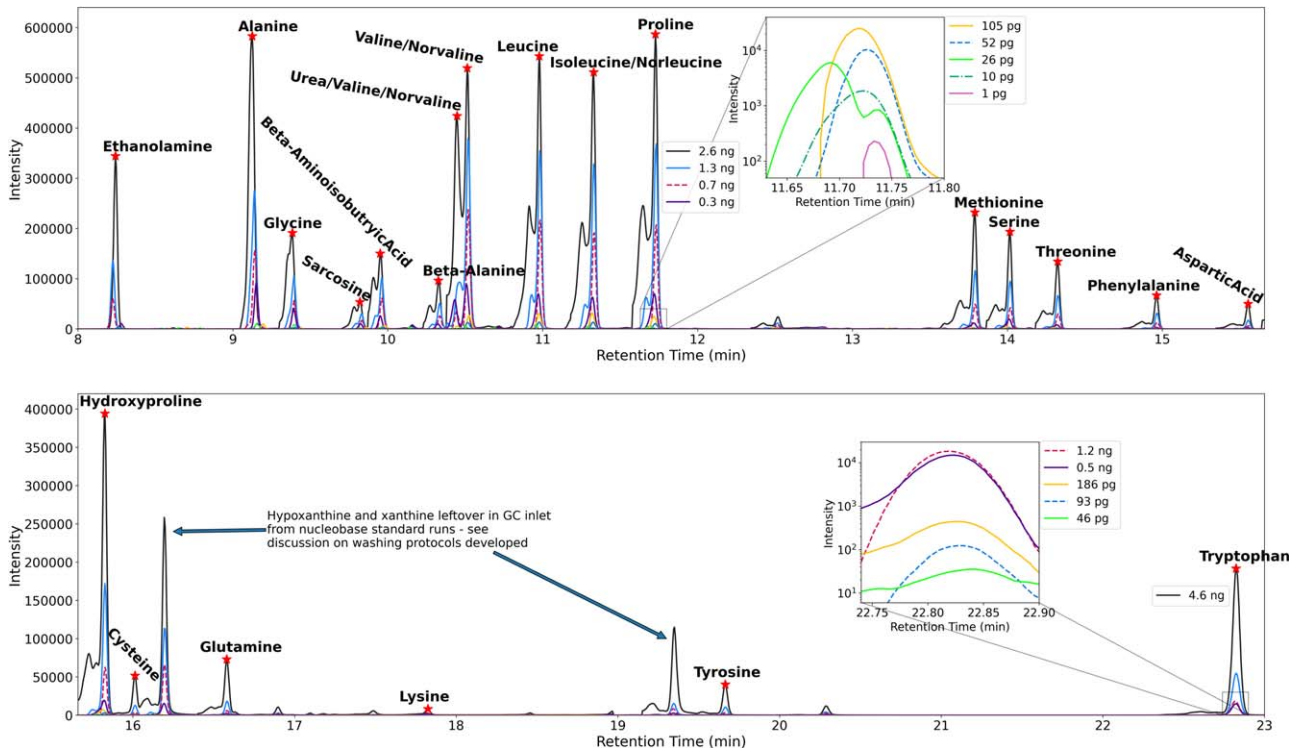 600000
500000
400000
300000
200000
100000
0
Intensity
Ethanolamine
Alanine
Glycine
Sarcosine
Beta-AminoisobutryicAcid
Beta-Alanine
Urea/Valine/Norvaline
Valine/Norvaline
Leucine
Isoleucine/Norleucine
Proline
Methionine
Serine
Threonine
Phenylalanine
AsparticAcid
2.6 ng
1.3 ng
0.7 ng
0.3 ng
Intensity
10^4
10^3
10^2
11.65 11.70 11.75 11.80
Retention Time (min)
105 pg
52 pg
26 pg
10 pg
1 pg
8 9 10 11 12 13 14 15
Retention Time (min)
400000
350000
300000
250000
200000
150000
100000
50000
0
Intensity
Hydroxyproline
Cysteine
Glutamine
Lysine
Tyrosine
Tryptophan
Hypoxanthine and xanthine leftover in GC inlet
from nucleobase standard runs - see
discussion on washing protocols developed
Intensity
10^4
10^3
10^2
10^1
22.74 22.80 22.85 22.90
Retention Time (min)
1.2 ng
0.5 ng
186 pg
93 pg
46 pg
4.6 ng
16 17 18 19 20 21 22 23
Retention Time (min)